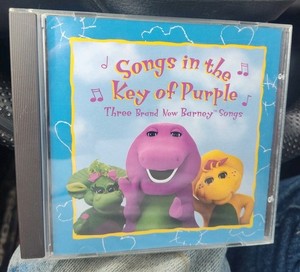 Songs in the
Key of Purple
Three Brand New Barney™ Songs